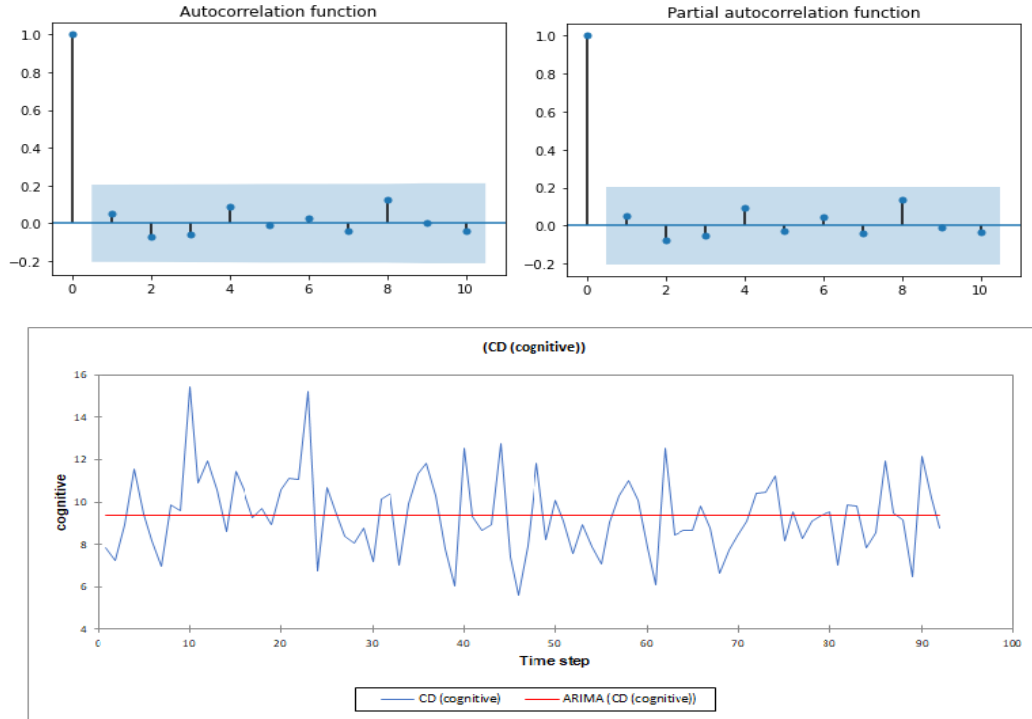 Autocorrelation function
1.0
0.8
0.6
0.4
0.2
0.0
−0.2
0 2 4 6 8 10
Partial autocorrelation function
1.0
0.8
0.6
0.4
0.2
0.0
−0.2
0 2 4 6 8 10
(CD (cognitive))
16
14
12
10
8
6
4
cognitive
0 10 20 30 40 50 60 70 80 90 100
Time step
CD (cognitive) ARIMA (CD (cognitive))